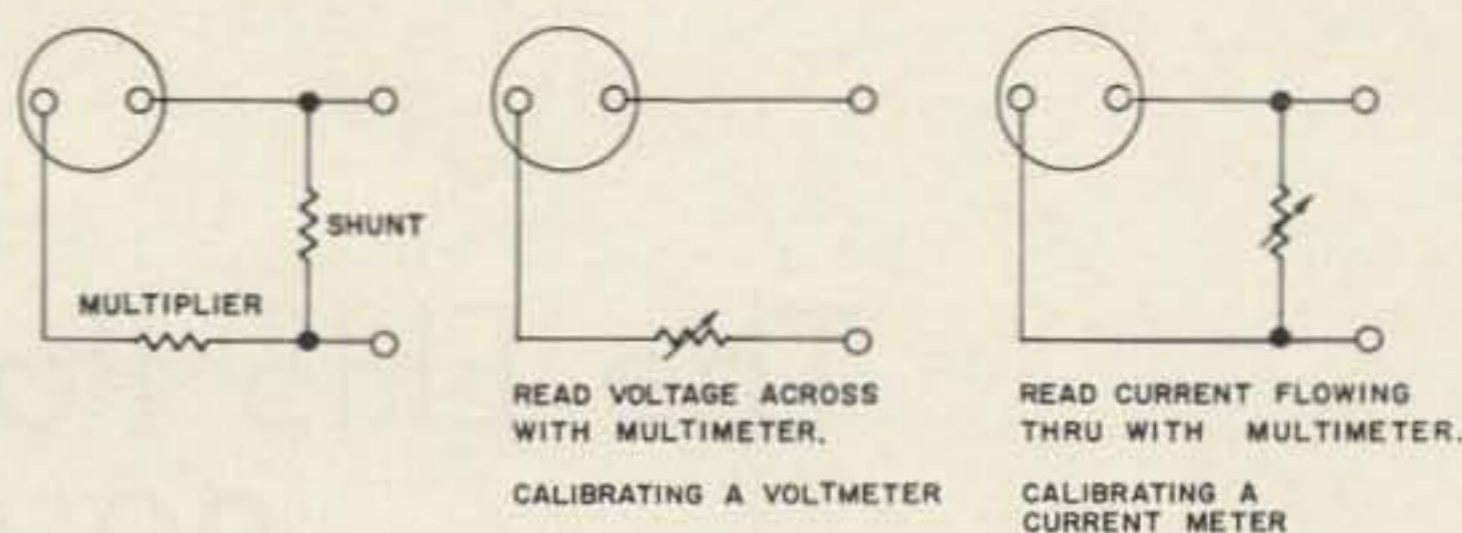 SHUNT
MULTIPLIER
READ VOLTAGE ACROSS
WITH MULTIMETER.
CALIBRATING A VOLTMETER
READ CURRENT FLOWING
THRU WITH MULTIMETER.
CALIBRATING A
CURRENT METER